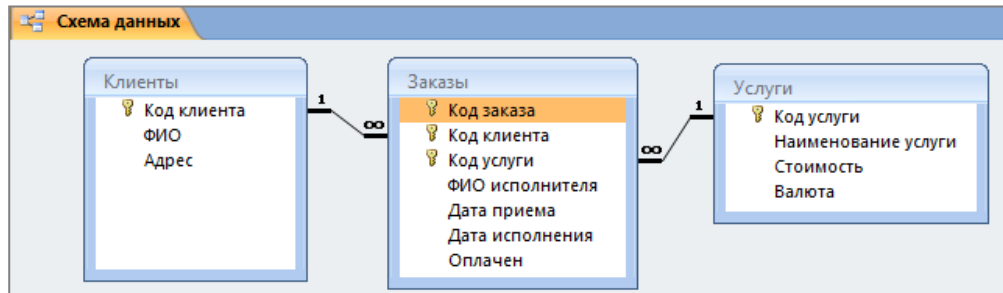 Схема данных
Клиенты
Код клиента
ФИО
Адрес
1
∞
Заказы
Код заказа
Код клиента
Код услуги
ФИО исполнителя
Дата приема
Дата исполнения
Оплачен
∞
1
Услуги
Код услуги
Наименование услуги
Стоимость
Валюта